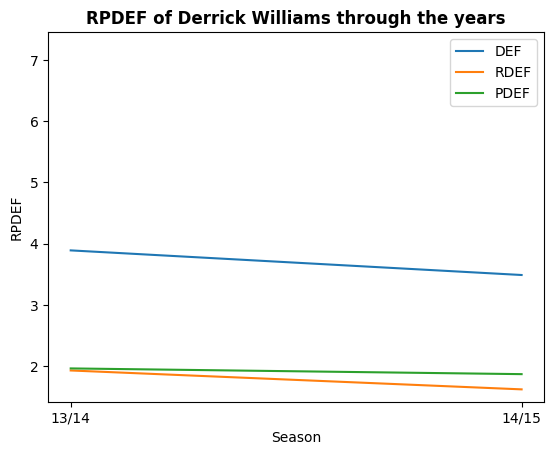 RPDEF of Derrick Williams through the years
DEF
RDEF
PDEF
7
6
5
4
3
2
RPDEF
13/14
14/15
Season